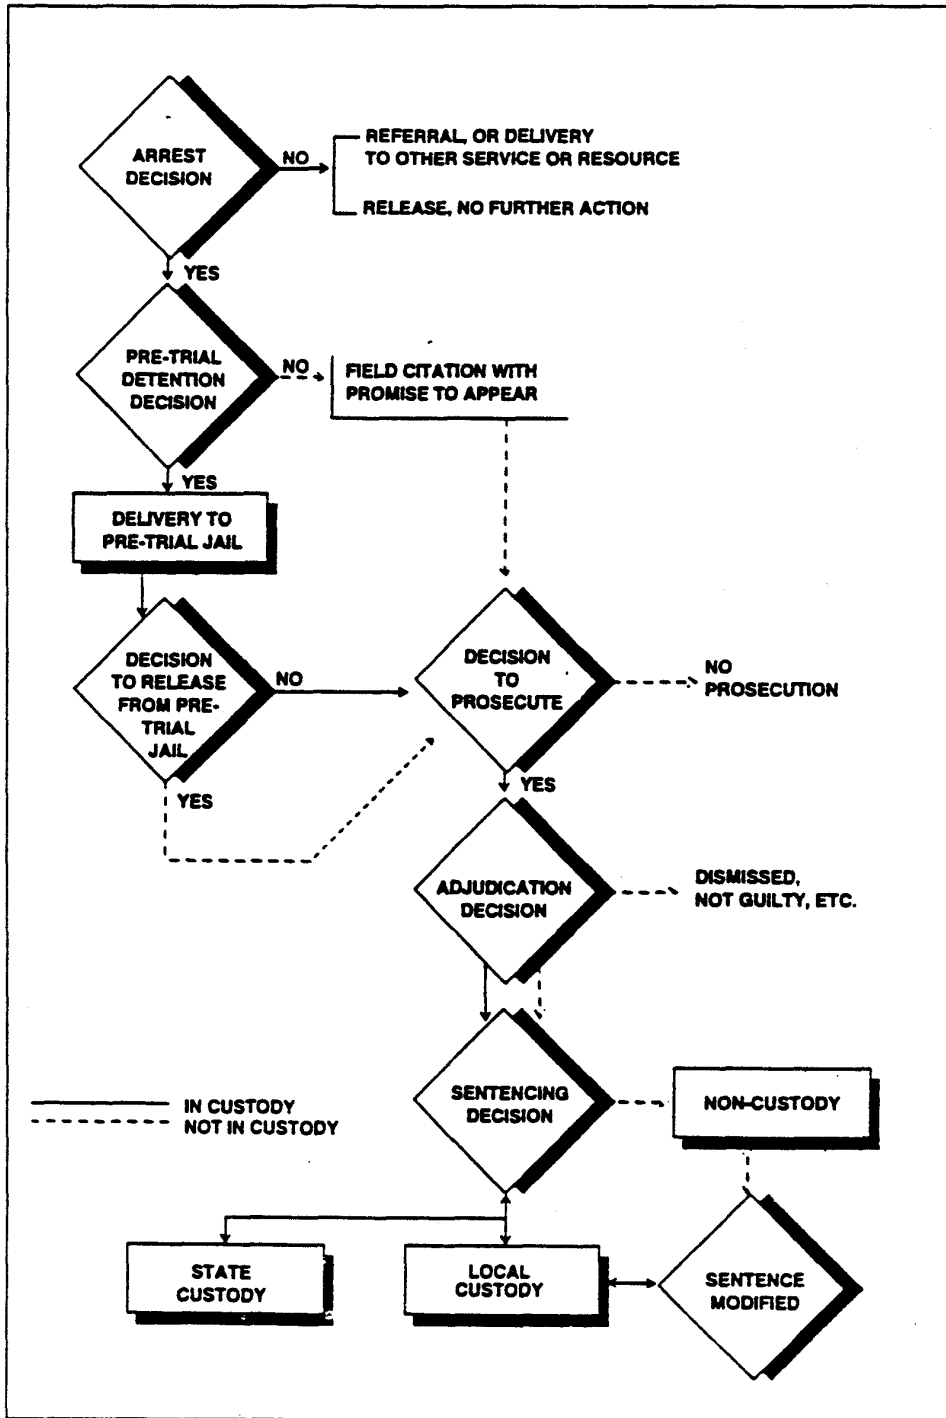 ARREST
DECISION
NO
REFERRAL, OR DELIVERY
TO OTHER SERVICE OR RESOURCE
RELEASE, NO FURTHER ACTION
YES
PRE-TRIAL
DETENTION
DECISION
NO
FIELD CITATION WITH
PROMISE TO APPEAR
YES
DELIVERY TO
PRE-TRIAL JAIL
DECISION
TO RELEASE
FROM PRE-
TRIAL
JAIL
NO
YES
DECISION
TO
PROSECUTE
NO
PROSECUTION
YES
ADJUDICATION
DECISION
DISMISSED,
NOT GUILTY, ETC.
SENTENCING
DECISION
NON-CUSTODY
IN CUSTODY
NOT IN CUSTODY
STATE
CUSTODY
LOCAL
CUSTODY
SENTENCE
MODIFIED